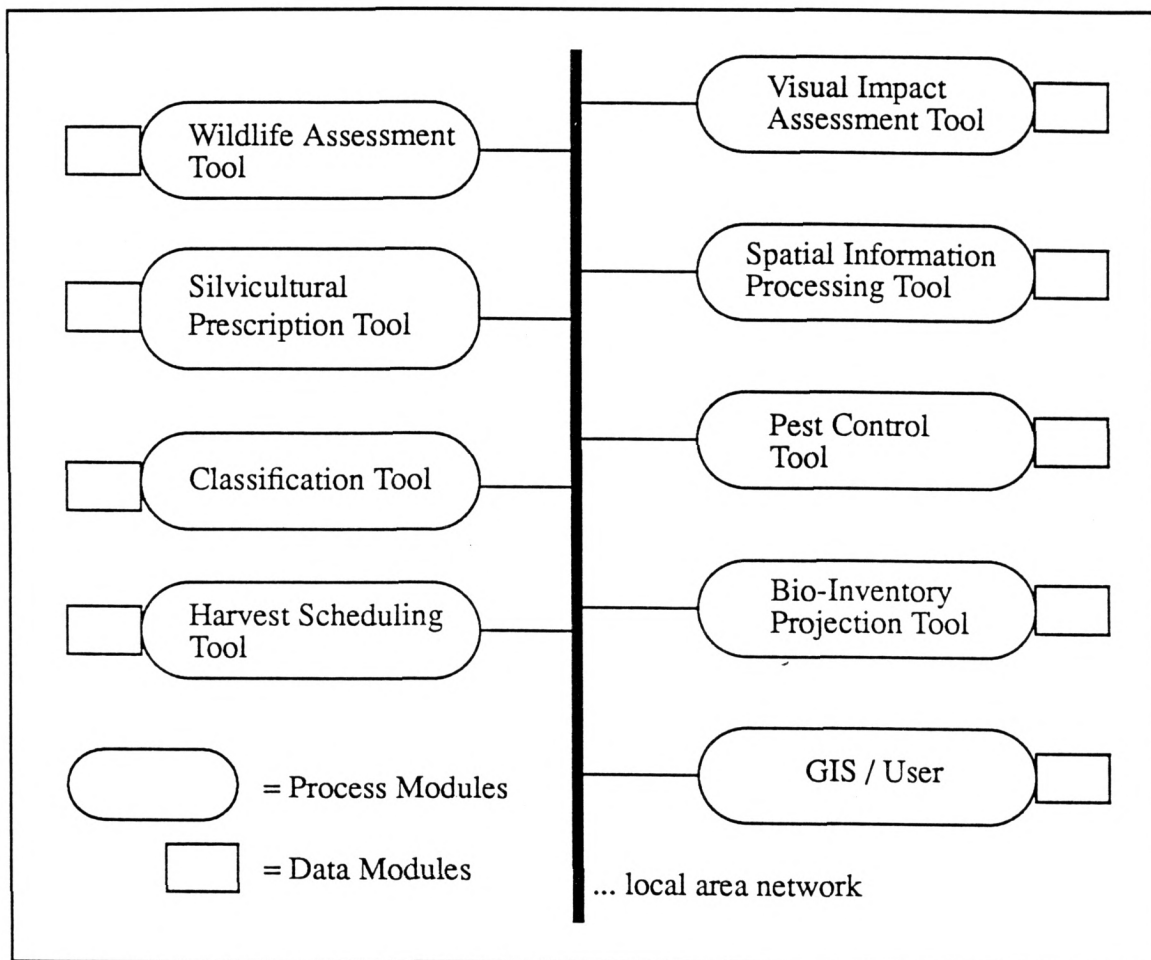 Wildlife Assessment
Tool
Silvicultural
Prescription Tool
Classification Tool
Harvest Scheduling
Tool
= Process Modules
= Data Modules
Visual Impact
Assessment Tool
Spatial Information
Processing Tool
Pest Control
Tool
Bio-Inventory
Projection Tool
GIS / User
... local area network